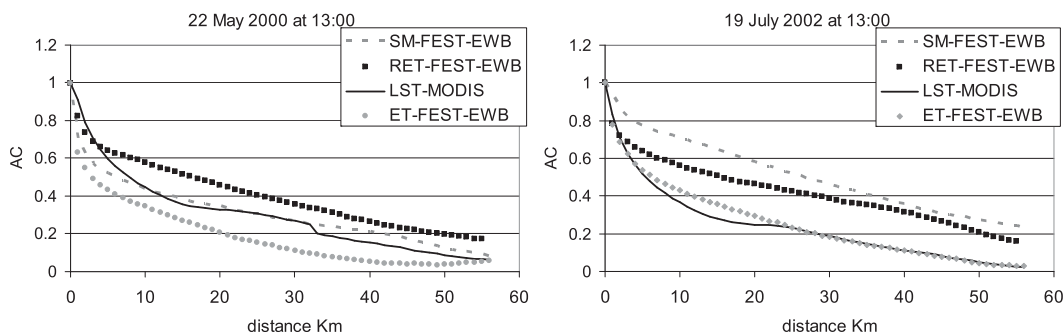 22 May 2000 at 13:00
SM-FEST-EWB
RET-FEST-EWB
LST-MODIS
ET-FEST-EWB
AC
1.2
1
0.8
0.6
0.4
0.2
0
0 10 20 30 40 50 60
distance Km
19 July 2002 at 13:00
SM-FEST-EWB
RET-FEST-EWB
LST-MODIS
ET-FEST-EWB
AC
1.2
1
0.8
0.6
0.4
0.2
0
0 10 20 30 40 50 60
distance Km